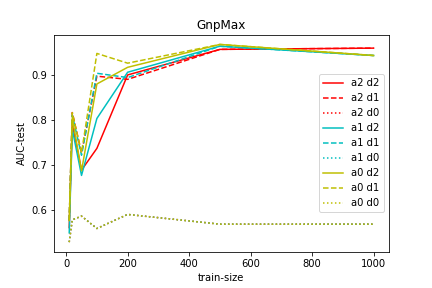 GnpMax
AUC-test
0.9
0.8
0.7
0.6
a2 d2
a2 d1
a2 d0
a1 d2
a1 d1
a1 d0
a0 d2
a0 d1
a0 d0
0 200 400 600 800 1000
train-size